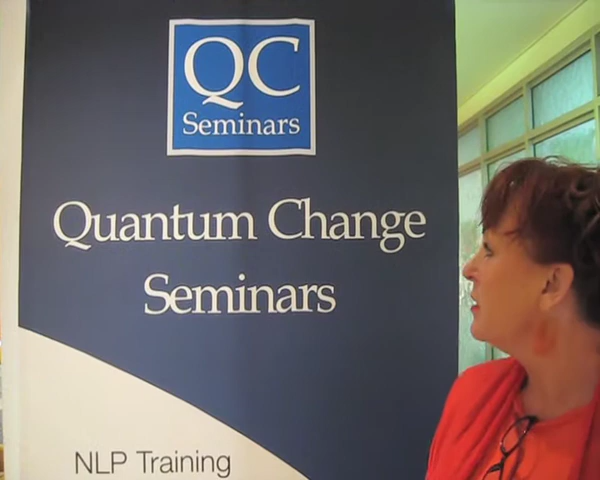 QC
Seminars
Quantum Change
Seminars
NLP Training